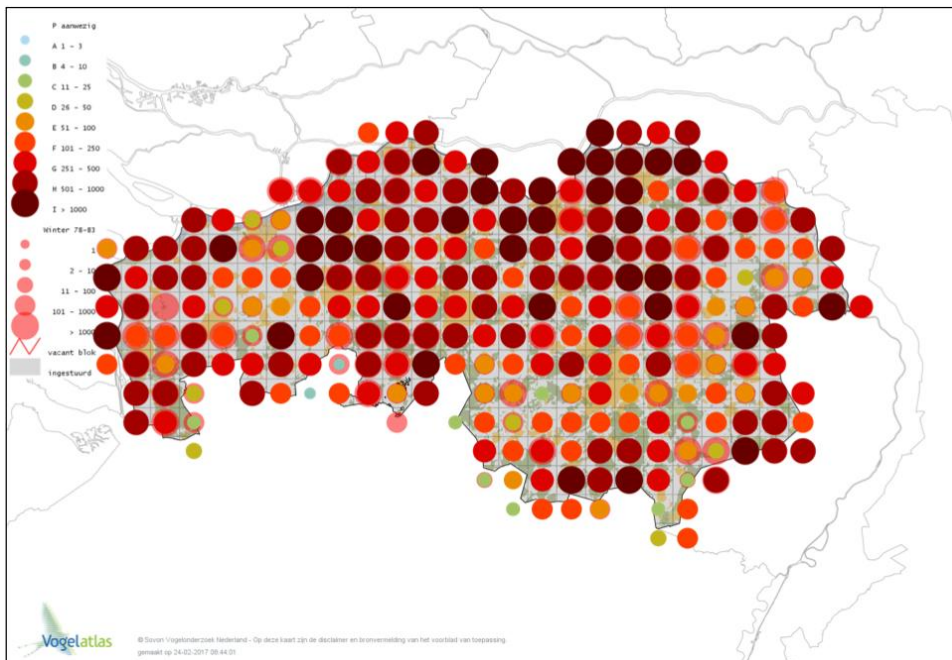 P aanwezig
A 1 - 3
B 4 - 10
C 11 - 25
D 26 - 50
E 51 - 100
F 101 - 250
G 251 - 500
H 501 - 1000
I > 1000
Winter 78-83
1
2 - 10
11 - 100
101 - 1000
> 1000
vacant blok
ingestuurd
Vogelatlas
© Sovon Vogelonderzoek Nederland - Op deze kaart zijn de disclaimer en bronvermelding van het voorblad van toepassing.
gemaakt op 24-02-2017 08:44:01